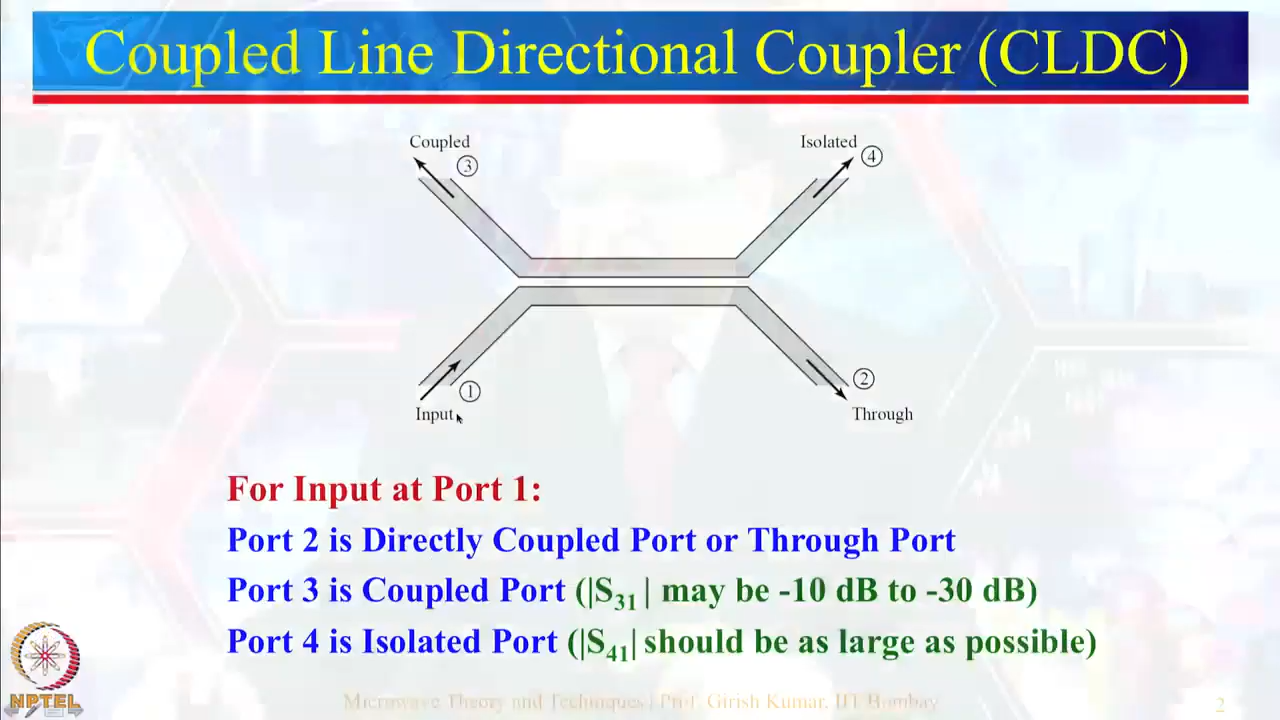 Coupled Line Directional Coupler (CLDC)
Coupled
③
Isolated
④
①
Input
②
Through
For Input at Port 1:
Port 2 is Directly Coupled Port or Through Port
Port 3 is Coupled Port (|S31| may be -10 dB to -30 dB)
Port 4 is Isolated Port (|S41| should be as large as possible)
NPTEL
Microwave Theory and Techniques | Prof. Girish Kumar, IIT Bombay
2